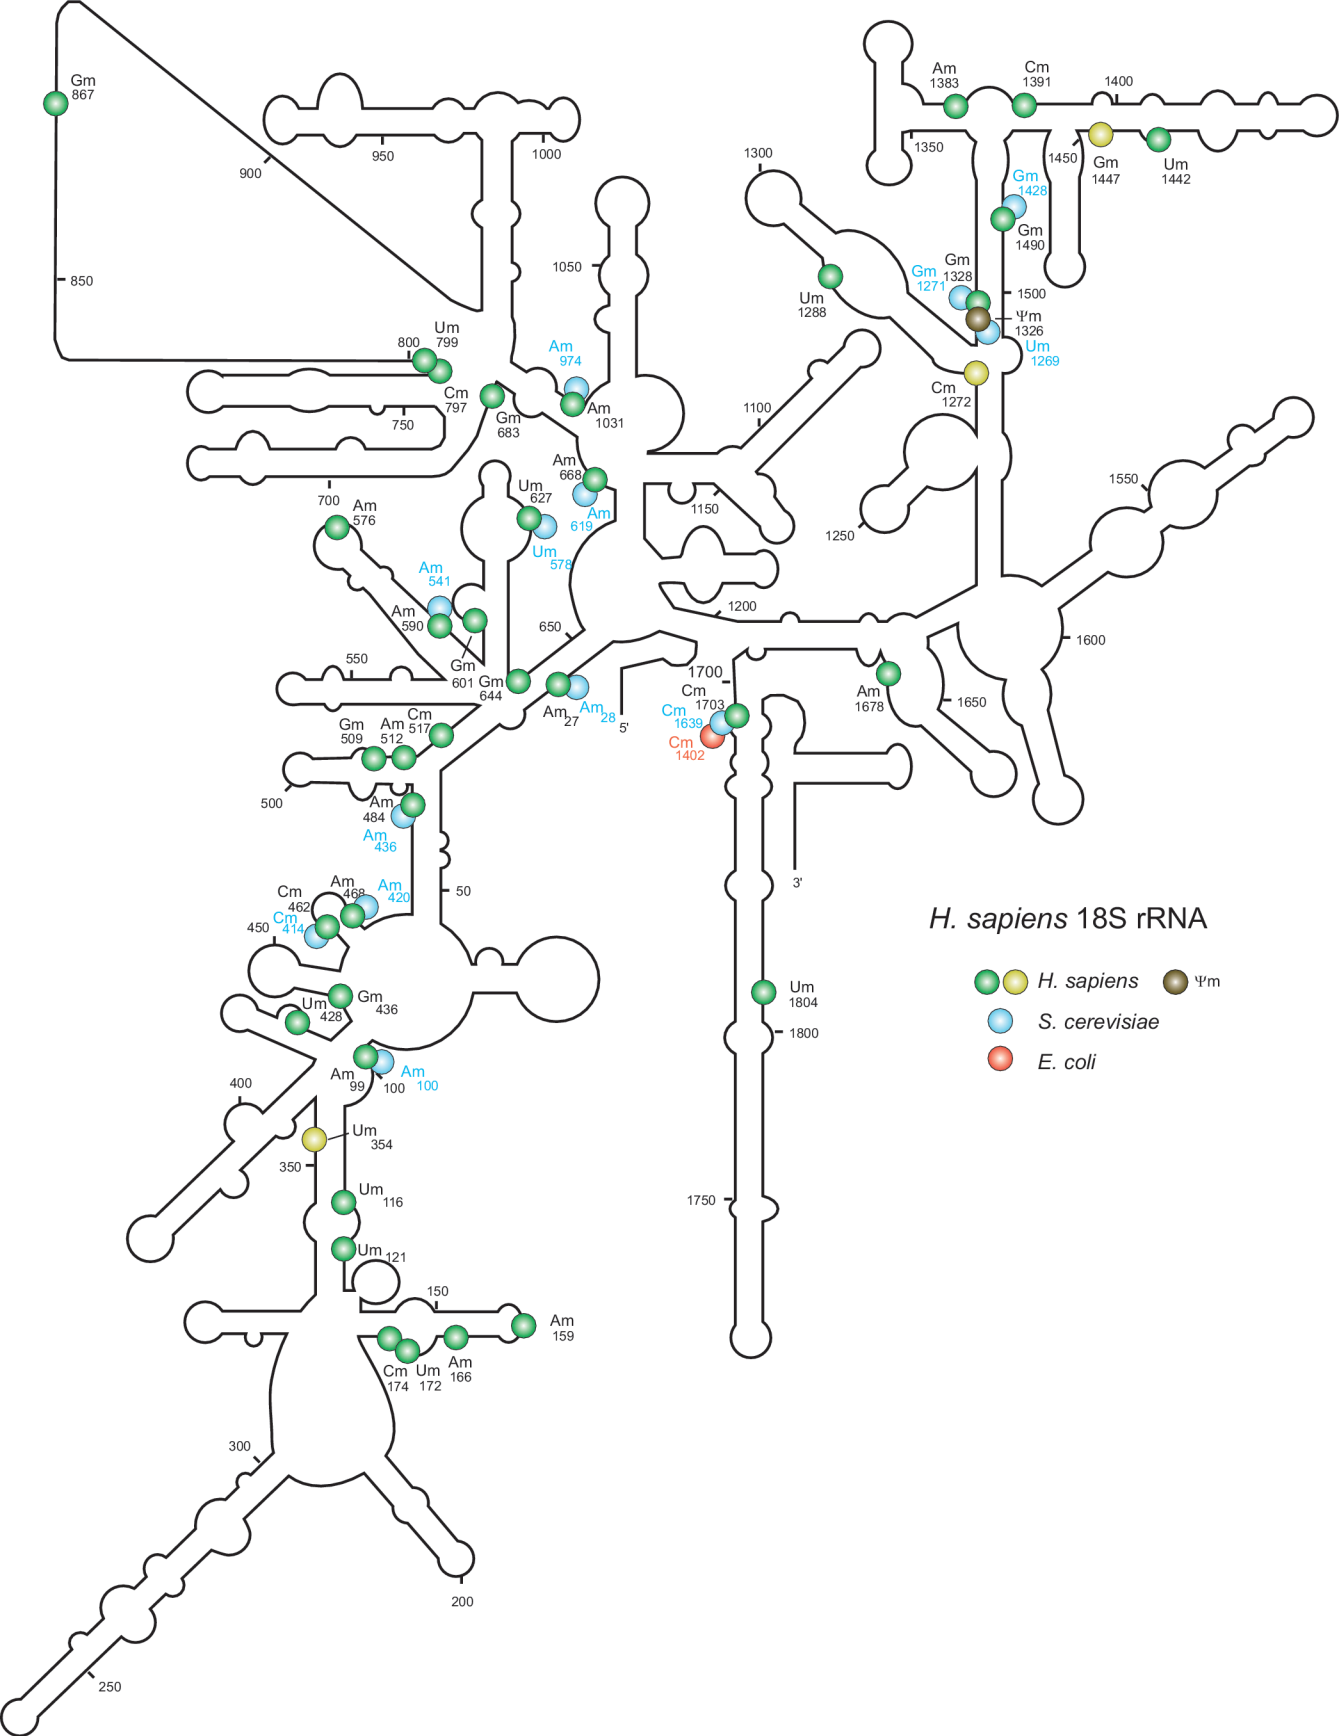 Gm
867
900
950
1000
850
800
Um
799
Cm
797
750
700
Gm
683
Am
974
Am
1031
1050
Am
668
Am
619
Um
627
Um
578
Am
576
Am
541
Am
590
Gm
601
Gm
644
650
550
Am
27
Am
28
5'
Cm
517
Gm
509
Am
512
500
Am
484
Am
436
50
Am
468
Am
420
Cm
462
Cm
414
450
Gm
436
Um
428
Am
99
100
Am
100
400
Um
354
350
Um
116
Um
121
150
Am
159
Am
166
Um
172
Cm
174
200
300
250
Am
1383
Cm
1391
1400
1350
1450
Gm
1447
Um
1442
1300
Gm
1428
Gm
1490
Gm
1328
Gm
1271
1500
Ψm
1326
Um
1269
Um
1288
Cm
1272
1100
1150
1250
1200
1550
1600
1650
Am
1678
1700
Cm
1703
Cm
1639
Cm
1402
3'
Um
1804
1800
1750
H. sapiens 18S rRNA
H. sapiens
Ψm
S. cerevisiae
E. coli